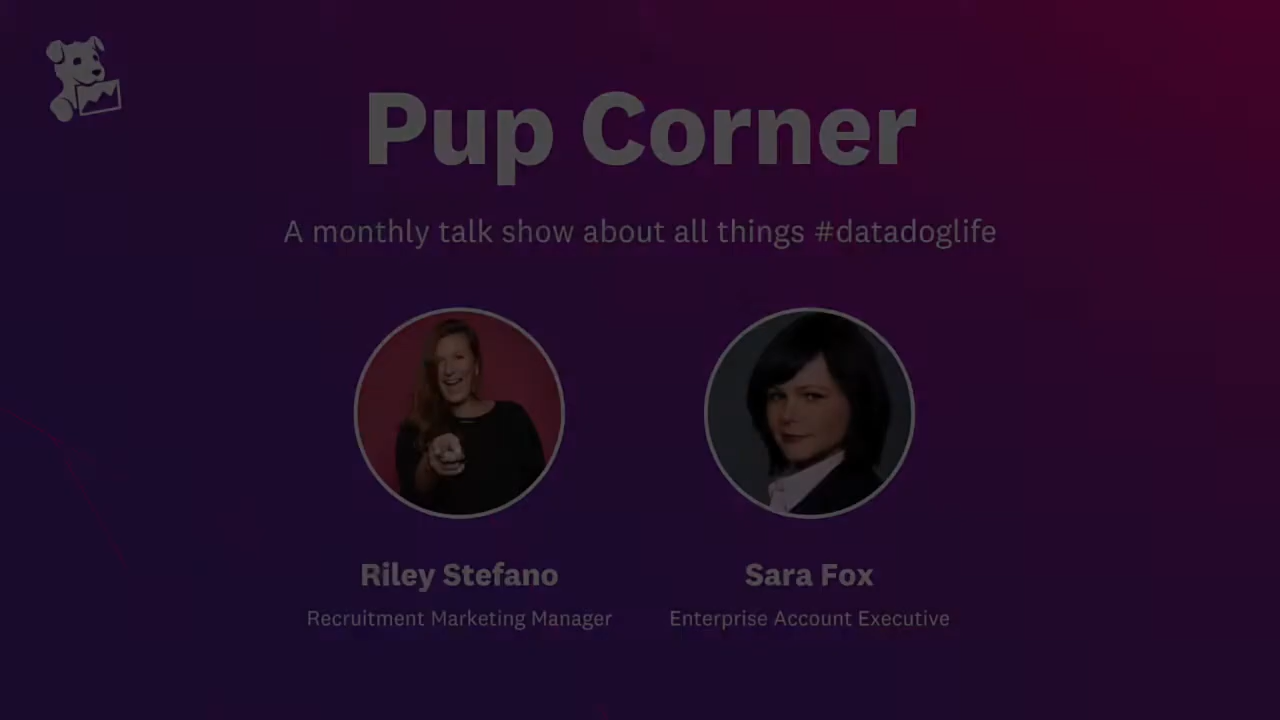 Pup Corner
A monthly talk show about all things #datadoglife
Riley Stefano
Sara Fox
Recruitment Marketing Manager
Enterprise Account Executive